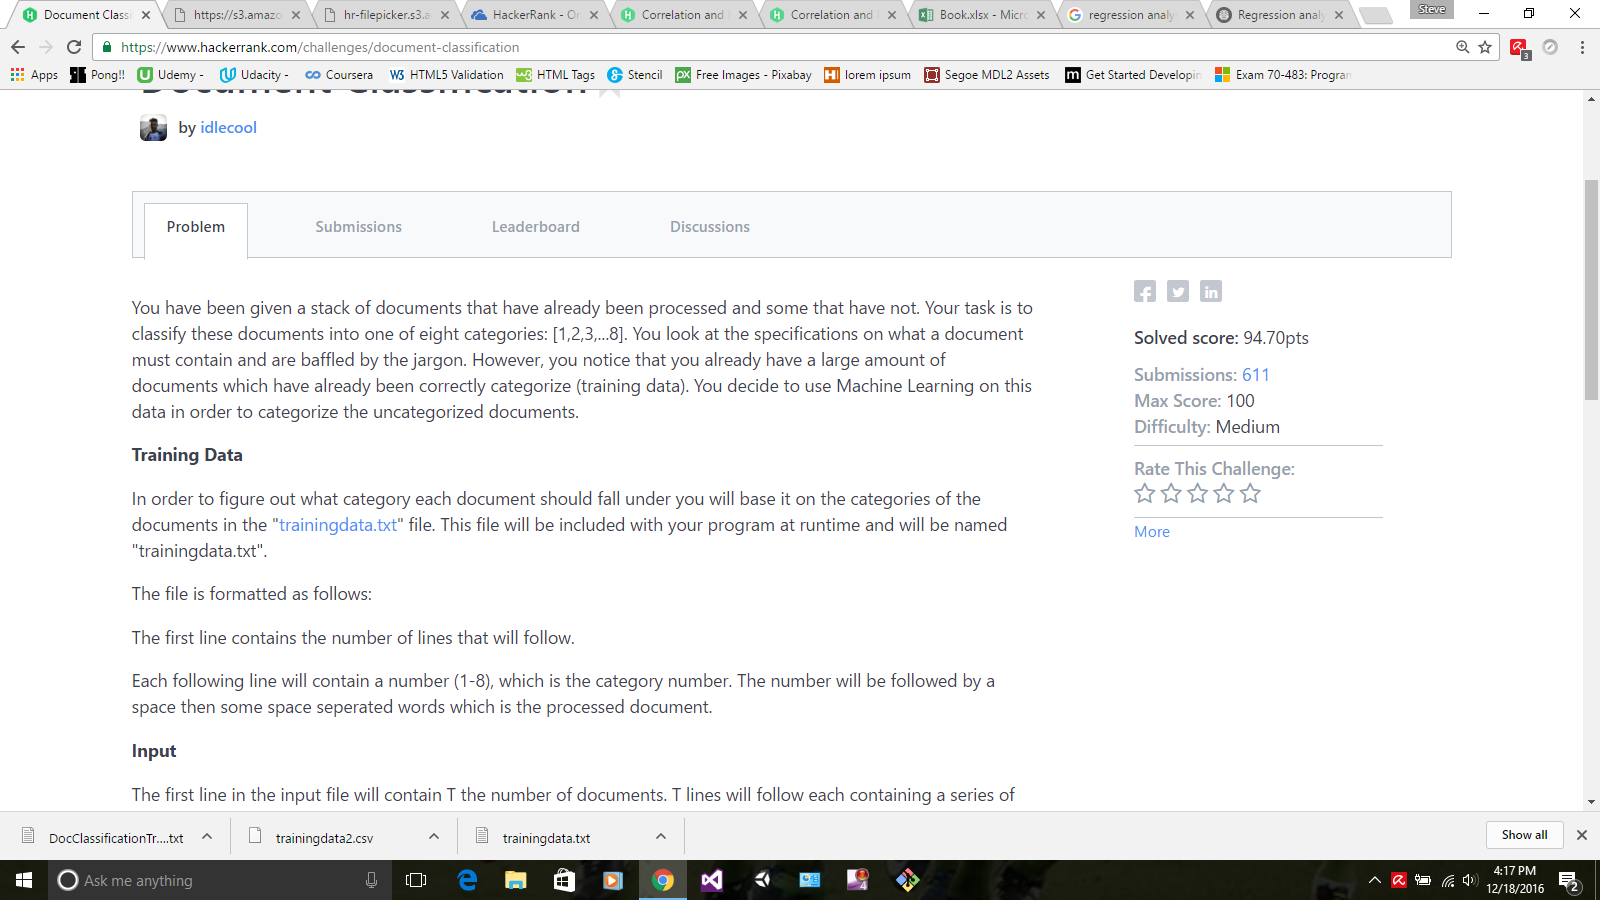 Document Classi
https://s3.amazo
hr-filepicker.s3.a
HackerRank - On
Correlation and
Correlation and
Book.xlsx - Micro
regression analy
Regression anal
Steve
https://www.hackerrank.com/challenges/document-classification
3
Apps
Pong!!
Udemy -
Udacity -
Coursera
W3
HTML5 Validation
w3
HTML Tags
Stencil
px
Free Images - Pixabay
lorem ipsum
Segoe MDL2 Assets
m
Get Started Developin
Exam 70-483: Progran
Document Classification
by idlecool
Problem
Submissions
Leaderboard
Discussions
You have been given a stack of documents that have already been processed and some that have not. Your task is to
classify these documents into one of eight categories: [1,2,3,...8]. You look at the specifications on what a document
must contain and are baffled by the jargon. However, you notice that you already have a large amount of
documents which have already been correctly categorize (training data). You decide to use Machine Learning on this
data in order to categorize the uncategorized documents.
Training Data
In order to figure out what category each document should fall under you will base it on the categories of the
documents in the "trainingdata.txt" file. This file will be included with your program at runtime and will be named
"trainingdata.txt".
The file is formatted as follows:
The first line contains the number of lines that will follow.
Each following line will contain a number (1-8), which is the category number. The number will be followed by a
space then some space seperated words which is the processed document.
Input
The first line in the input file will contain T the number of documents. T lines will follow each containing a series of
Solved score: 94.70pts
Submissions: 611
Max Score: 100
Difficulty: Medium
Rate This Challenge:
More
DocClassificationTr....txt
trainingdata2.csv
trainingdata.txt
Show all
Ask me anything
4
4:17 PM
12/18/2016
2